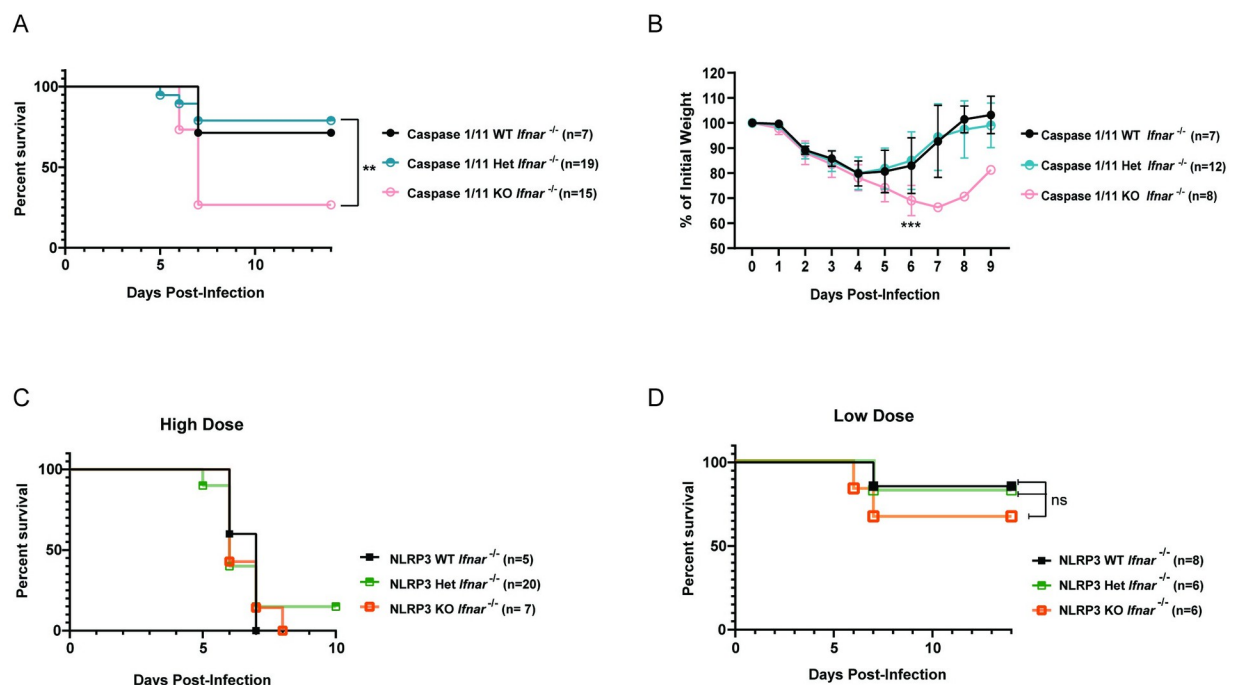 A
Percent survival
100
50
0
0 5 10
Days Post-Infection
**
Caspase 1/11 WT Ifnar -/- (n=7)
Caspase 1/11 Het Ifnar -/- (n=19)
Caspase 1/11 KO Ifnar -/- (n=15)
B
% of Initial Weight
120
110
100
90
80
70
60
50
0 1 2 3 4 5 6 7 8 9
Days Post-Infection
***
Caspase 1/11 WT Ifnar -/- (n=7)
Caspase 1/11 Het Ifnar -/- (n=12)
Caspase 1/11 KO Ifnar -/- (n=8)
C
High Dose
Percent survival
100
50
0
0 5 10
Days Post-Infection
NLRP3 WT Ifnar -/- (n=5)
NLRP3 Het Ifnar -/- (n=20)
NLRP3 KO Ifnar -/- (n= 7)
D
Low Dose
Percent survival
100
50
0
0 5 10
Days Post-Infection
ns
NLRP3 WT Ifnar -/- (n=8)
NLRP3 Het Ifnar -/- (n=6)
NLRP3 KO Ifnar -/- (n=6)